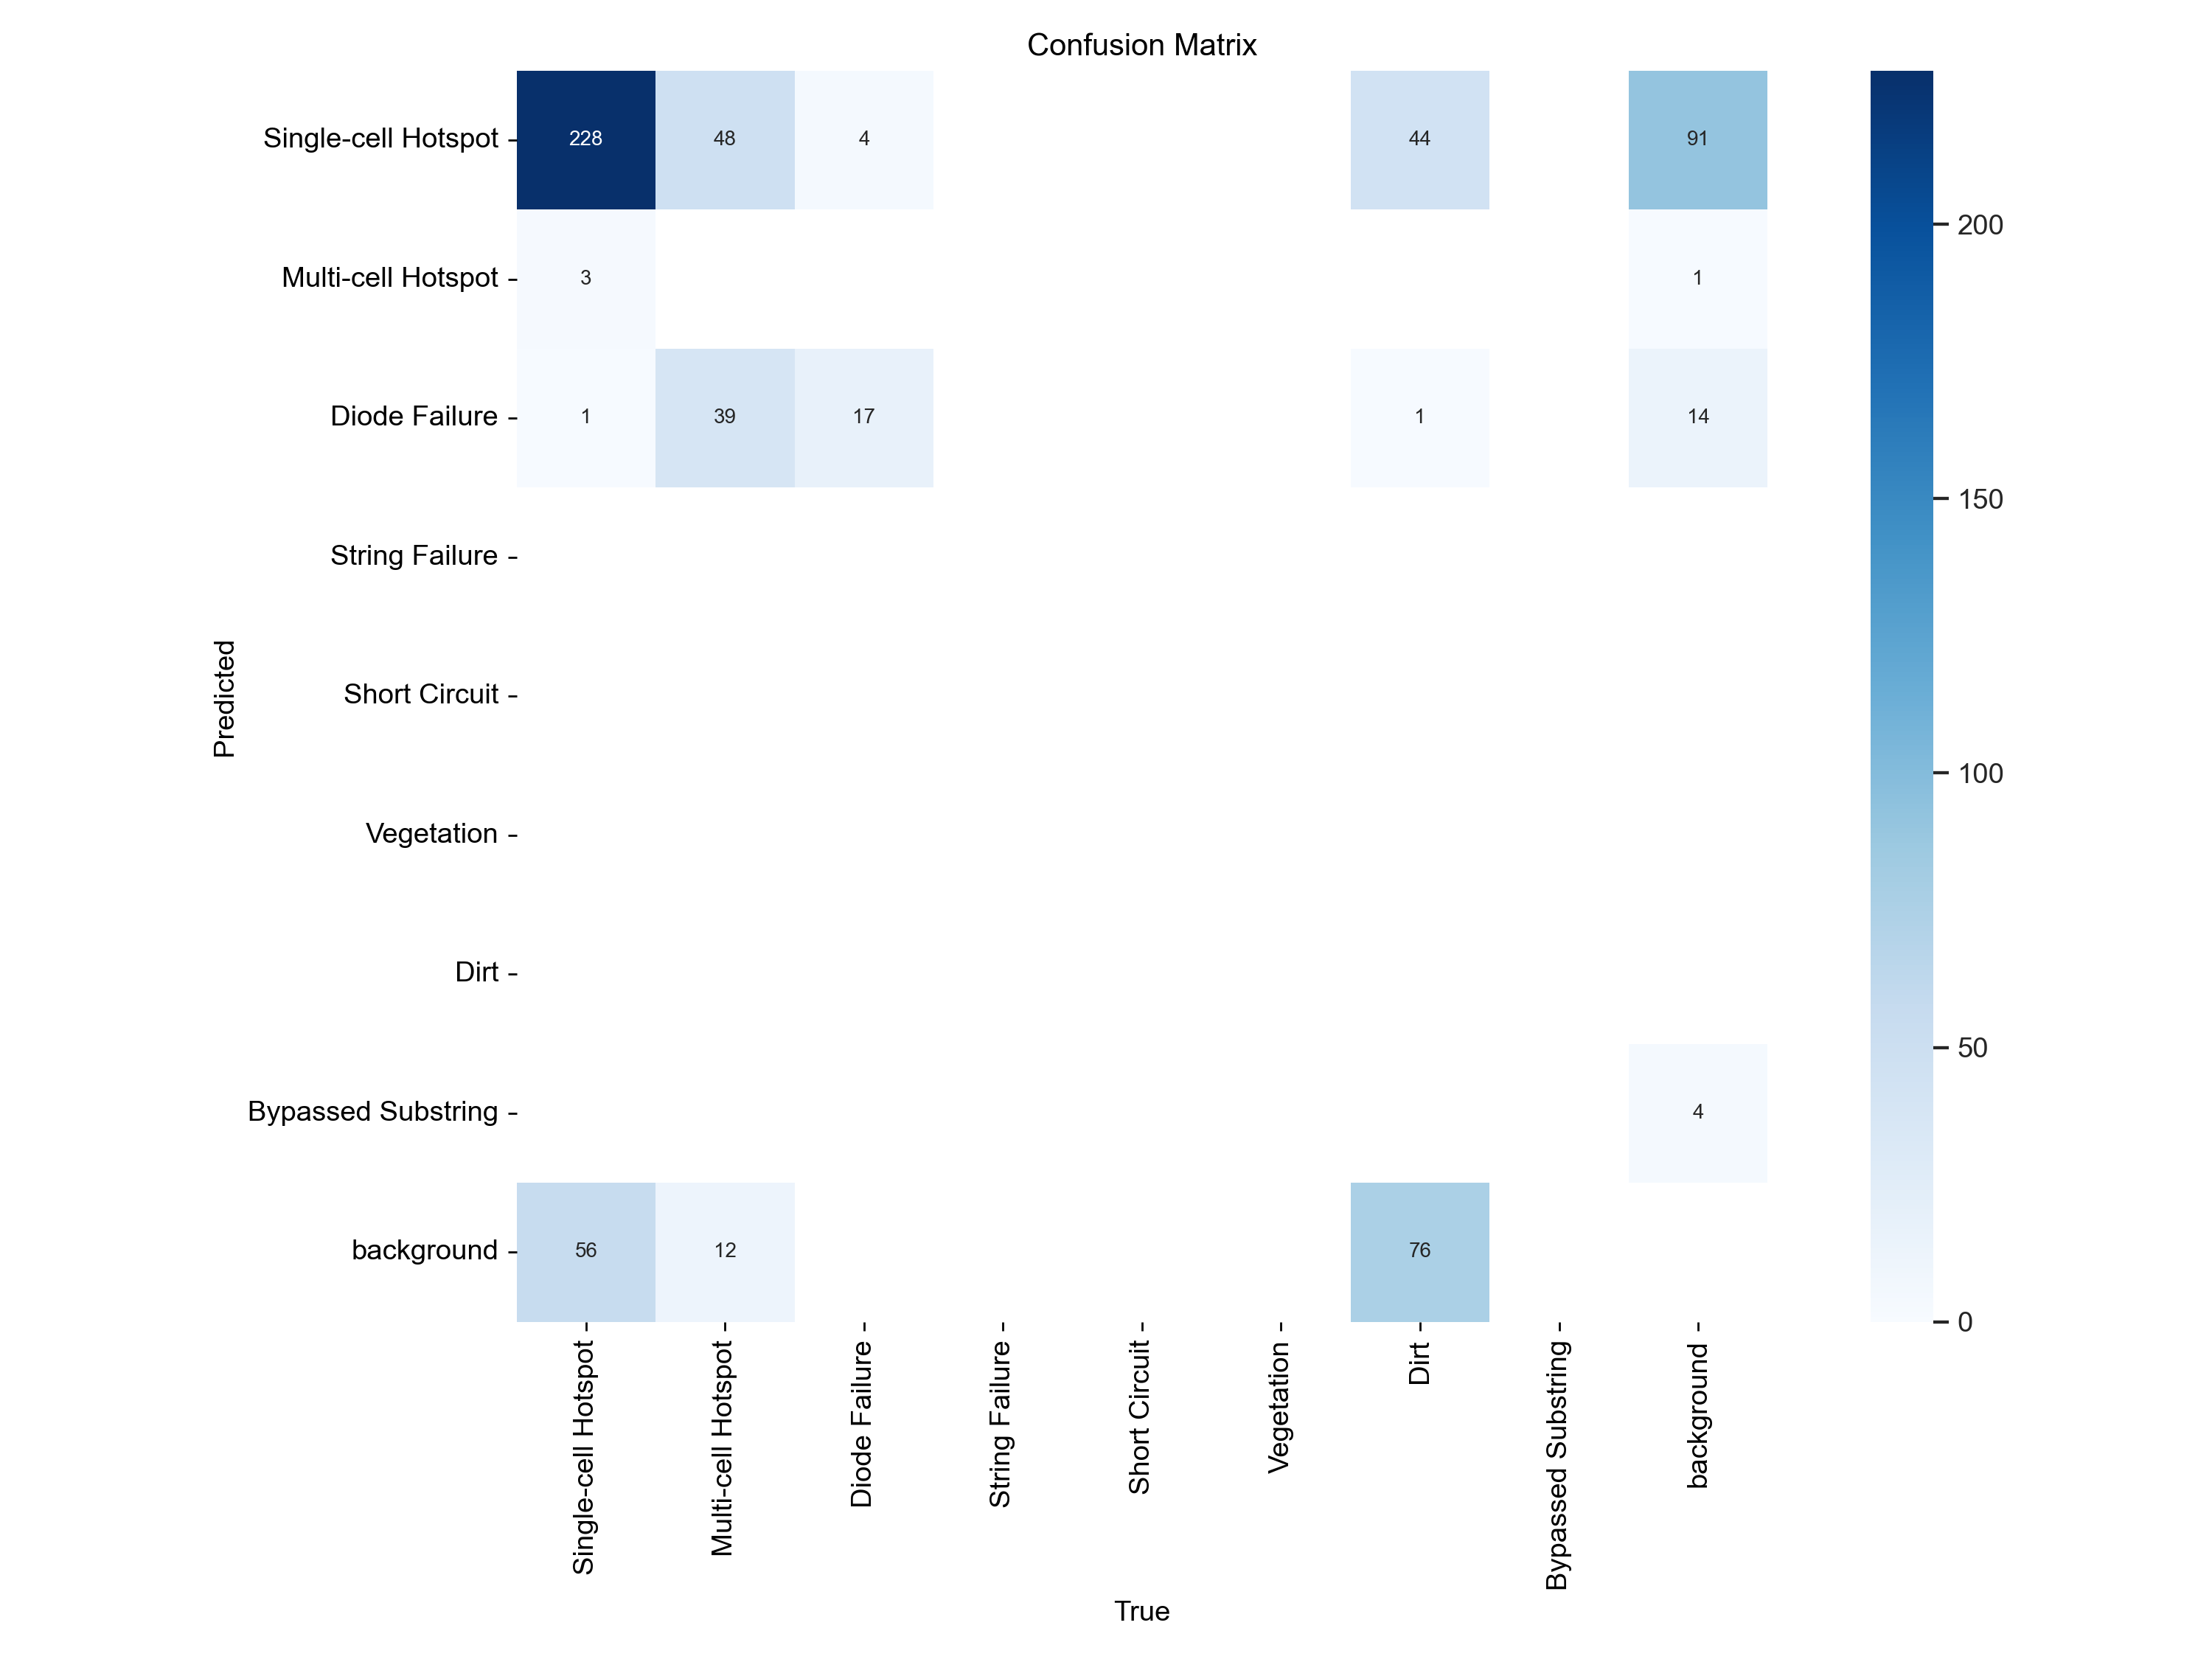 Confusion Matrix
Single-cell Hotspot 228 48 4 44 91
Multi-cell Hotspot 3 1
Diode Failure 1 39 17 1 14
String Failure
Short Circuit
Vegetation
Dirt
Bypassed Substring 4
background 56 12 76
Predicted
Single-cell Hotspot
Multi-cell Hotspot
Diode Failure
String Failure
Short Circuit
Vegetation
Dirt
Bypassed Substring
background
True
200
150
100
50
0